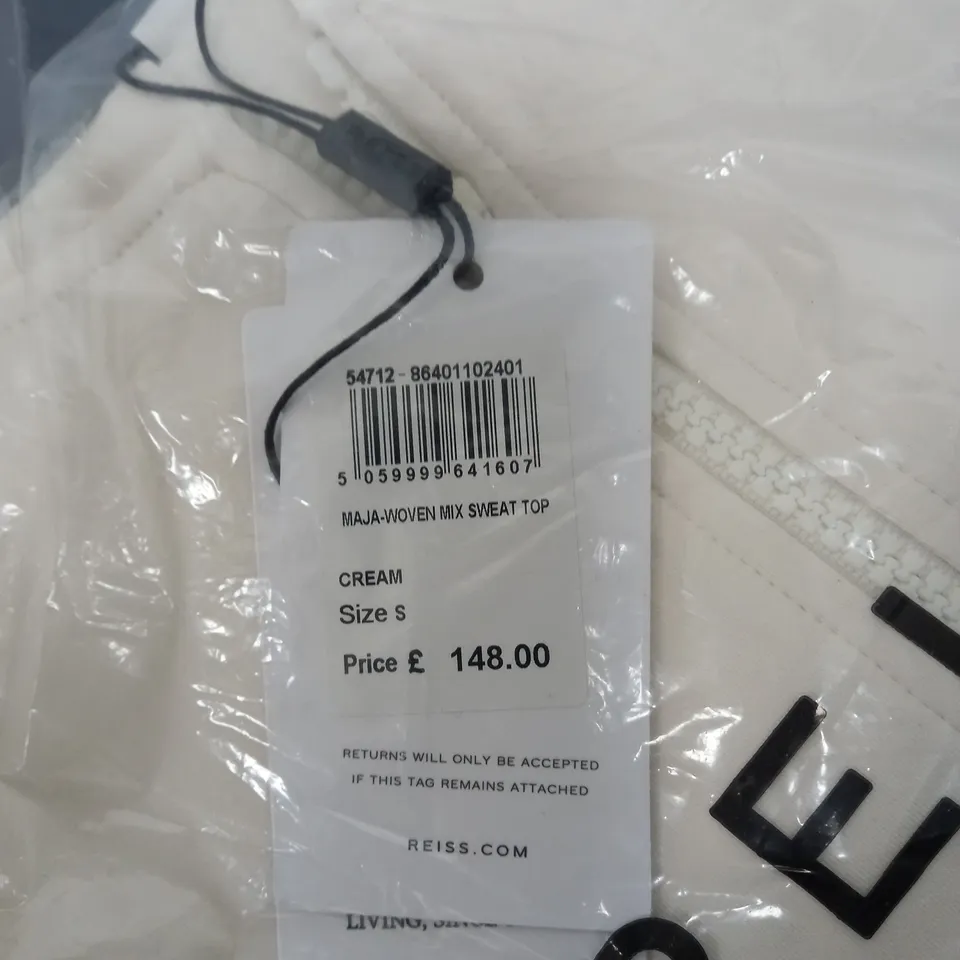 54712 - 86401102401
5 059999 641607
MAJA-WOVEN MIX SWEAT TOP
CREAM
Size S
Price £ 148.00
RETURNS WILL ONLY BE ACCEPTED
IF THIS TAG REMAINS ATTACHED
REISS.COM
LIVING,